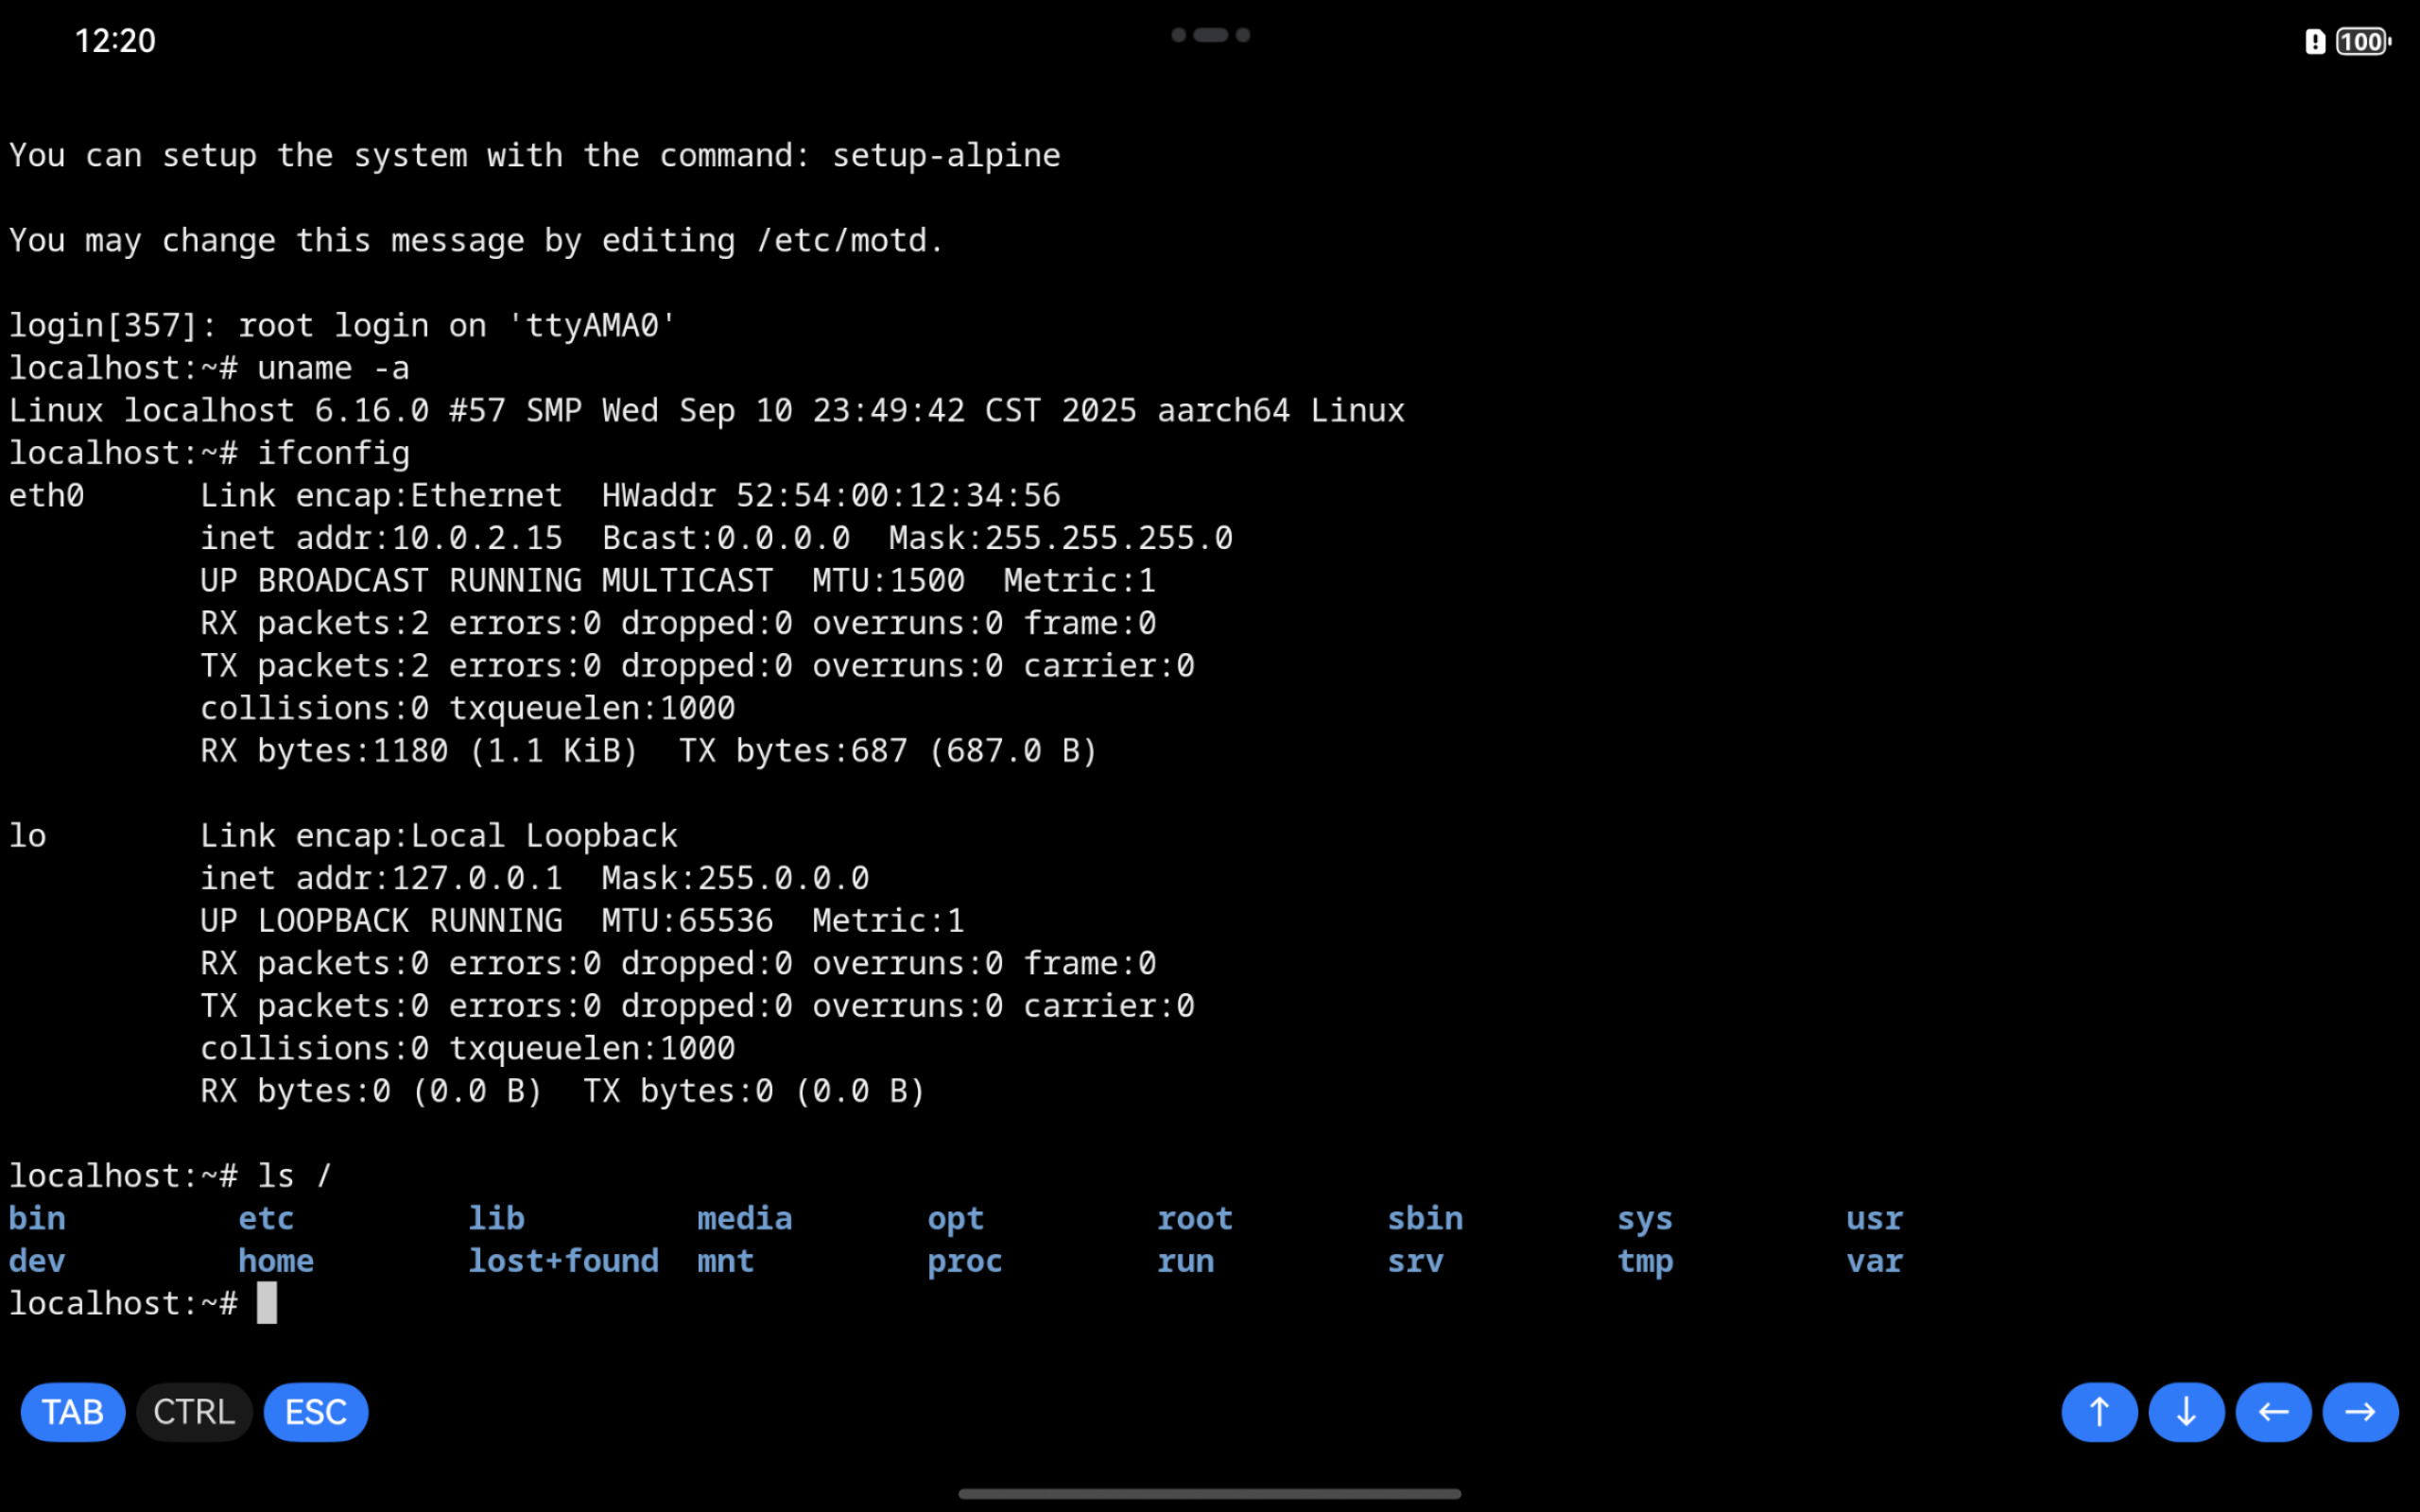 12:20
100
You can setup the system with the command: setup-alpine
You may change this message by editing /etc/motd.
login[357]: root login on 'ttyAMA0'
localhost:~# uname -a
Linux localhost 6.16.0 #57 SMP Wed Sep 10 23:49:42 CST 2025 aarch64 Linux
localhost:~# ifconfig
eth0      Link encap:Ethernet  HWaddr 52:54:00:12:34:56
          inet addr:10.0.2.15  Bcast:0.0.0.0  Mask:255.255.255.0
          UP BROADCAST RUNNING MULTICAST  MTU:1500  Metric:1
          RX packets:2 errors:0 dropped:0 overruns:0 frame:0
          TX packets:2 errors:0 dropped:0 overruns:0 carrier:0
          collisions:0 txqueuelen:1000
          RX bytes:1180 (1.1 KiB)  TX bytes:687 (687.0 B)
lo        Link encap:Local Loopback
          inet addr:127.0.0.1  Mask:255.0.0.0
          UP LOOPBACK RUNNING  MTU:65536  Metric:1
          RX packets:0 errors:0 dropped:0 overruns:0 frame:0
          TX packets:0 errors:0 dropped:0 overruns:0 carrier:0
          collisions:0 txqueuelen:1000
          RX bytes:0 (0.0 B)  TX bytes:0 (0.0 B)
localhost:~# ls /
bin         etc         lib         media       opt         root        sbin        sys         usr
dev         home        lost+found  mnt         proc        run         srv         tmp         var
localhost:~#
TAB CTRL ESC ↑ ↓ ← →